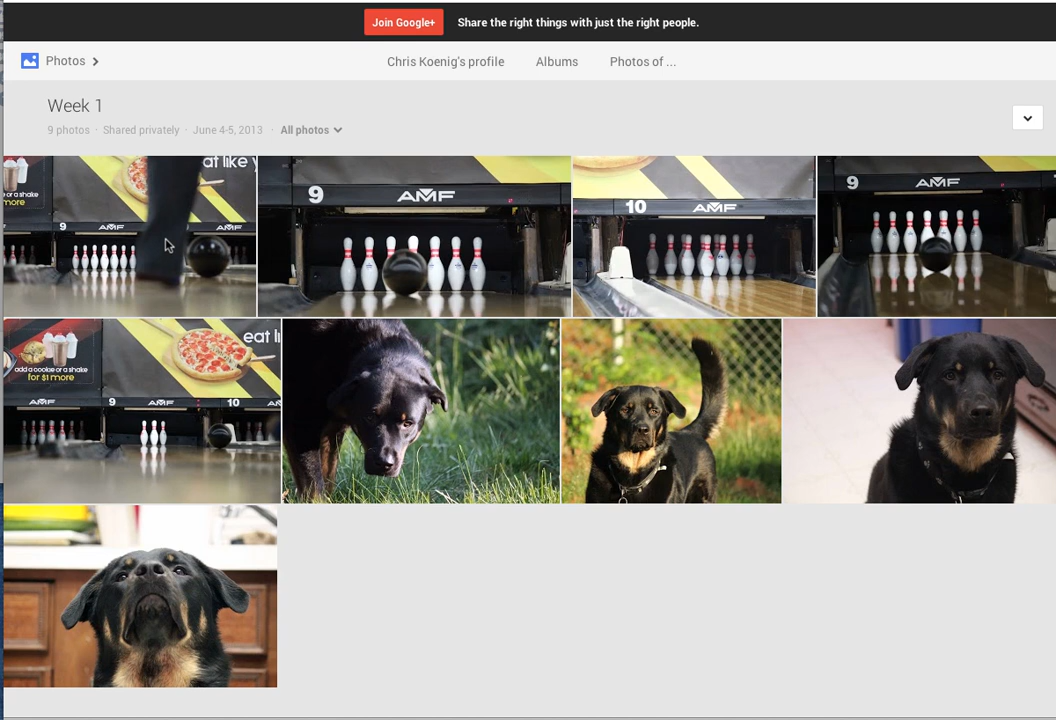 Join Google+ Share the right things with just the right people.
Photos Chris Koenig's profile Albums Photos of ...
Week 1
9 photos · Shared privately · June 4-5, 2013 · All photos
or a shake
more
at like y
9 AMF AMF
9 AMF
10 AMF
9 AMF
add a cookie or a shake
for $1 more
eat li
AMF 9 AMF 10 AM